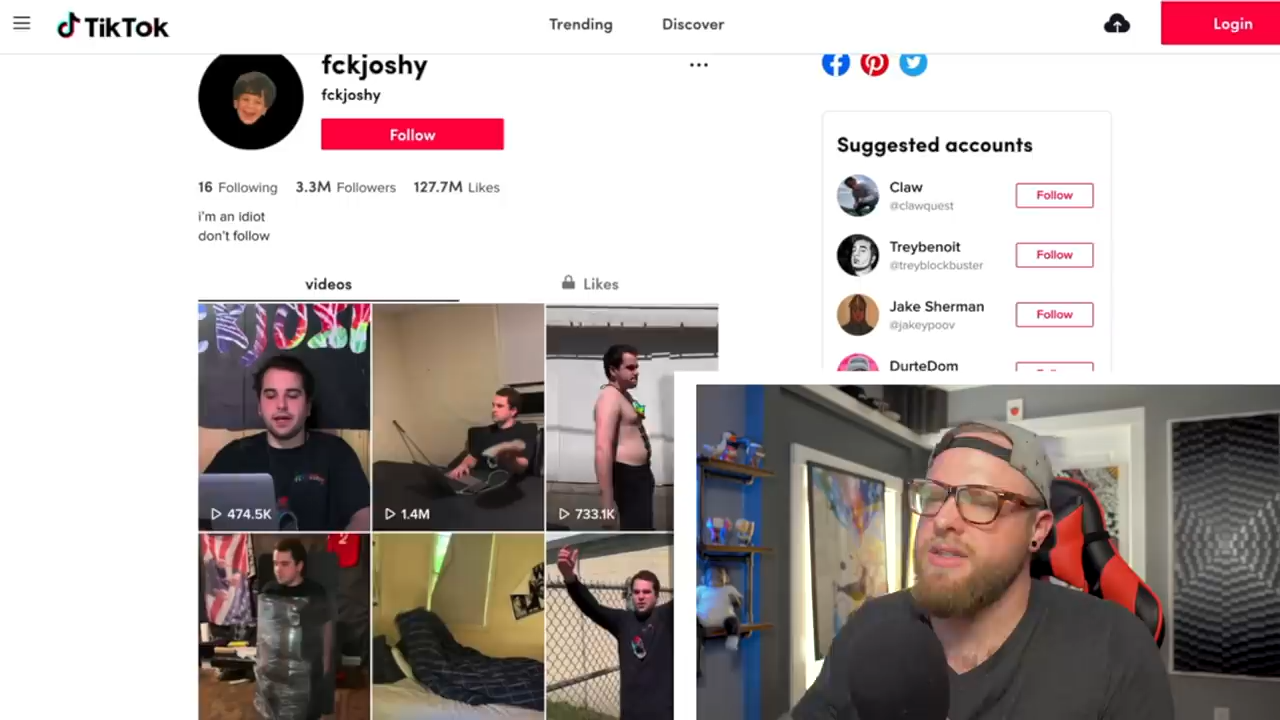 TikTok
Trending
Discover
Login
fckjoshy
fckjoshy
Follow
16 Following 3.3M Followers 127.7M Likes
i'm an idiot
don't follow
videos
Likes
474.5K
1.4M
733.1K
Suggested accounts
Claw
@clawquest
Follow
Treybenoit
@treyblockbuster
Follow
Jake Sherman
@jakeypoov
Follow
DurteDom